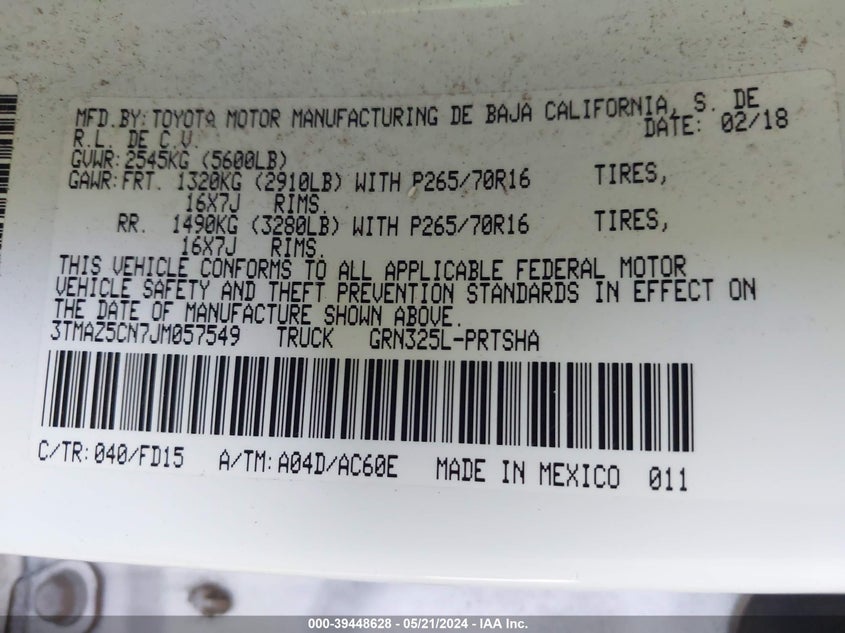 MFD.BY:TOYOTA MOTOR MANUFACTURING DE BAJA CALIFORNIA, S. DE
R.L. DE C.V. DATE: 02/18
GVWR:2545KG (5600LB)
GAWR:FRT. 1320KG (2910LB) WITH P265/70R16 TIRES,
16X7J RIMS.
RR. 1490KG (3280LB) WITH P265/70R16 TIRES,
16X7J RIMS.
THIS VEHICLE CONFORMS TO ALL APPLICABLE FEDERAL MOTOR
VEHICLE SAFETY AND THEFT PREVENTION STANDARDS IN EFFECT ON
THE DATE OF MANUFACTURE SHOWN ABOVE.
3TMAZ5CN7JM057549 TRUCK GRN325L-PRTSHA
C/TR:040/FD15 A/TM:A04D/AC60E MADE IN MEXICO 011
000-39448628 - 05/21/2024 - IAA Inc.